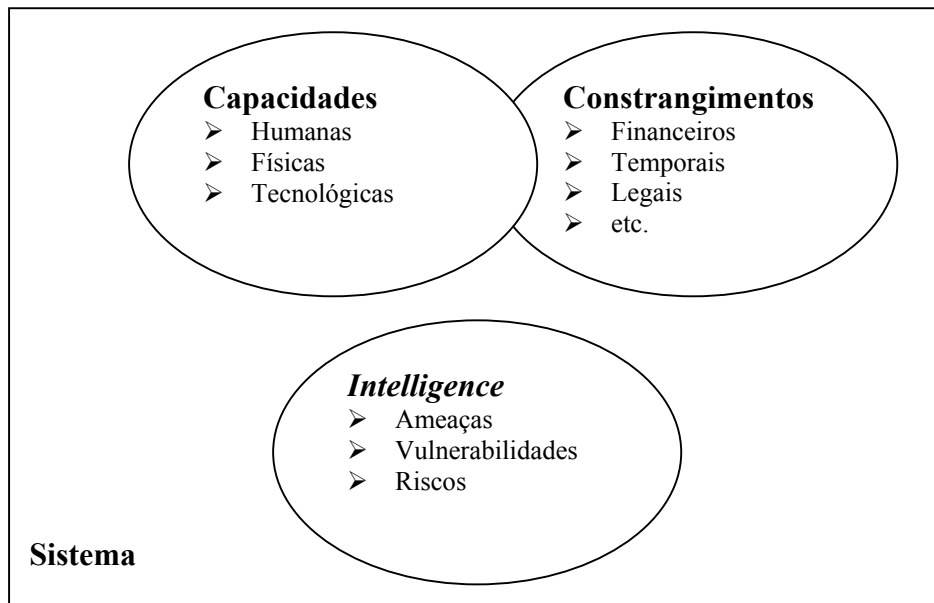 Capacidades
➢ Humanas
➢ Físicas
➢ Tecnológicas
Constrangimentos
➢ Financeiros
➢ Temporais
➢ Legais
➢ etc.
Intelligence
➢ Ameaças
➢ Vulnerabilidades
➢ Riscos
Sistema